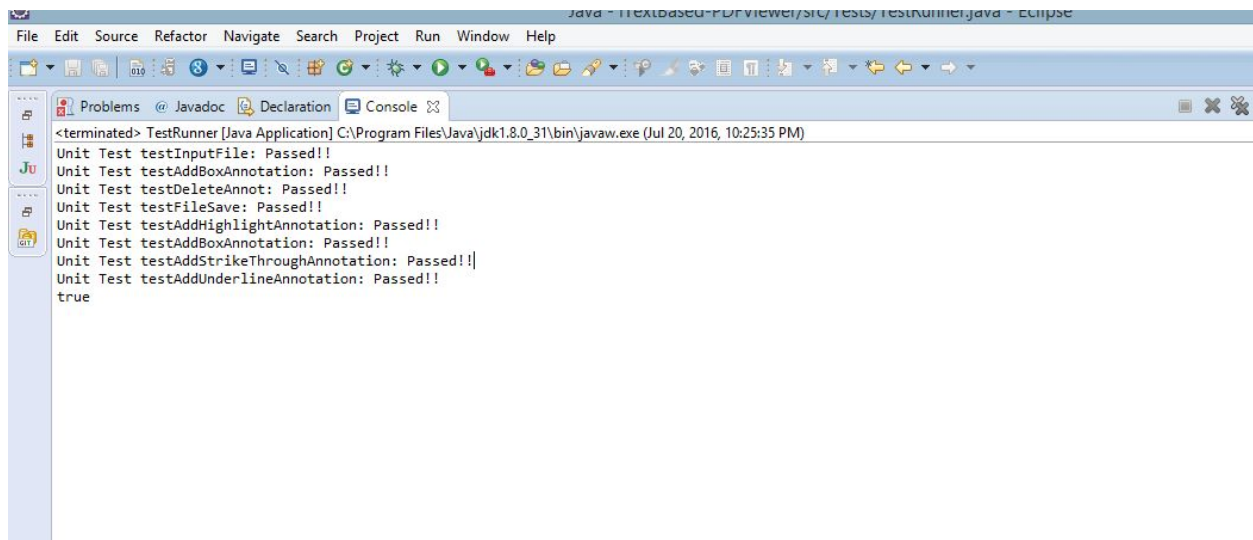 Java - iTextBased-PDFViewer/src/Tests/TestRunner.java - Eclipse
File Edit Source Refactor Navigate Search Project Run Window Help
Problems @ Javadoc Declaration Console
<terminated> TestRunner [Java Application] C:\Program Files\Java\jdk1.8.0_31\bin\javaw.exe (Jul 20, 2016, 10:25:35 PM)
Unit Test testInputFile: Passed!!
Unit Test testAddBoxAnnotation: Passed!!
Unit Test testDeleteAnnot: Passed!!
Unit Test testFileSave: Passed!!
Unit Test testAddHighlightAnnotation: Passed!!
Unit Test testAddBoxAnnotation: Passed!!
Unit Test testAddStrikeThroughAnnotation: Passed!!
Unit Test testAddUnderlineAnnotation: Passed!!
true
JU
GIT